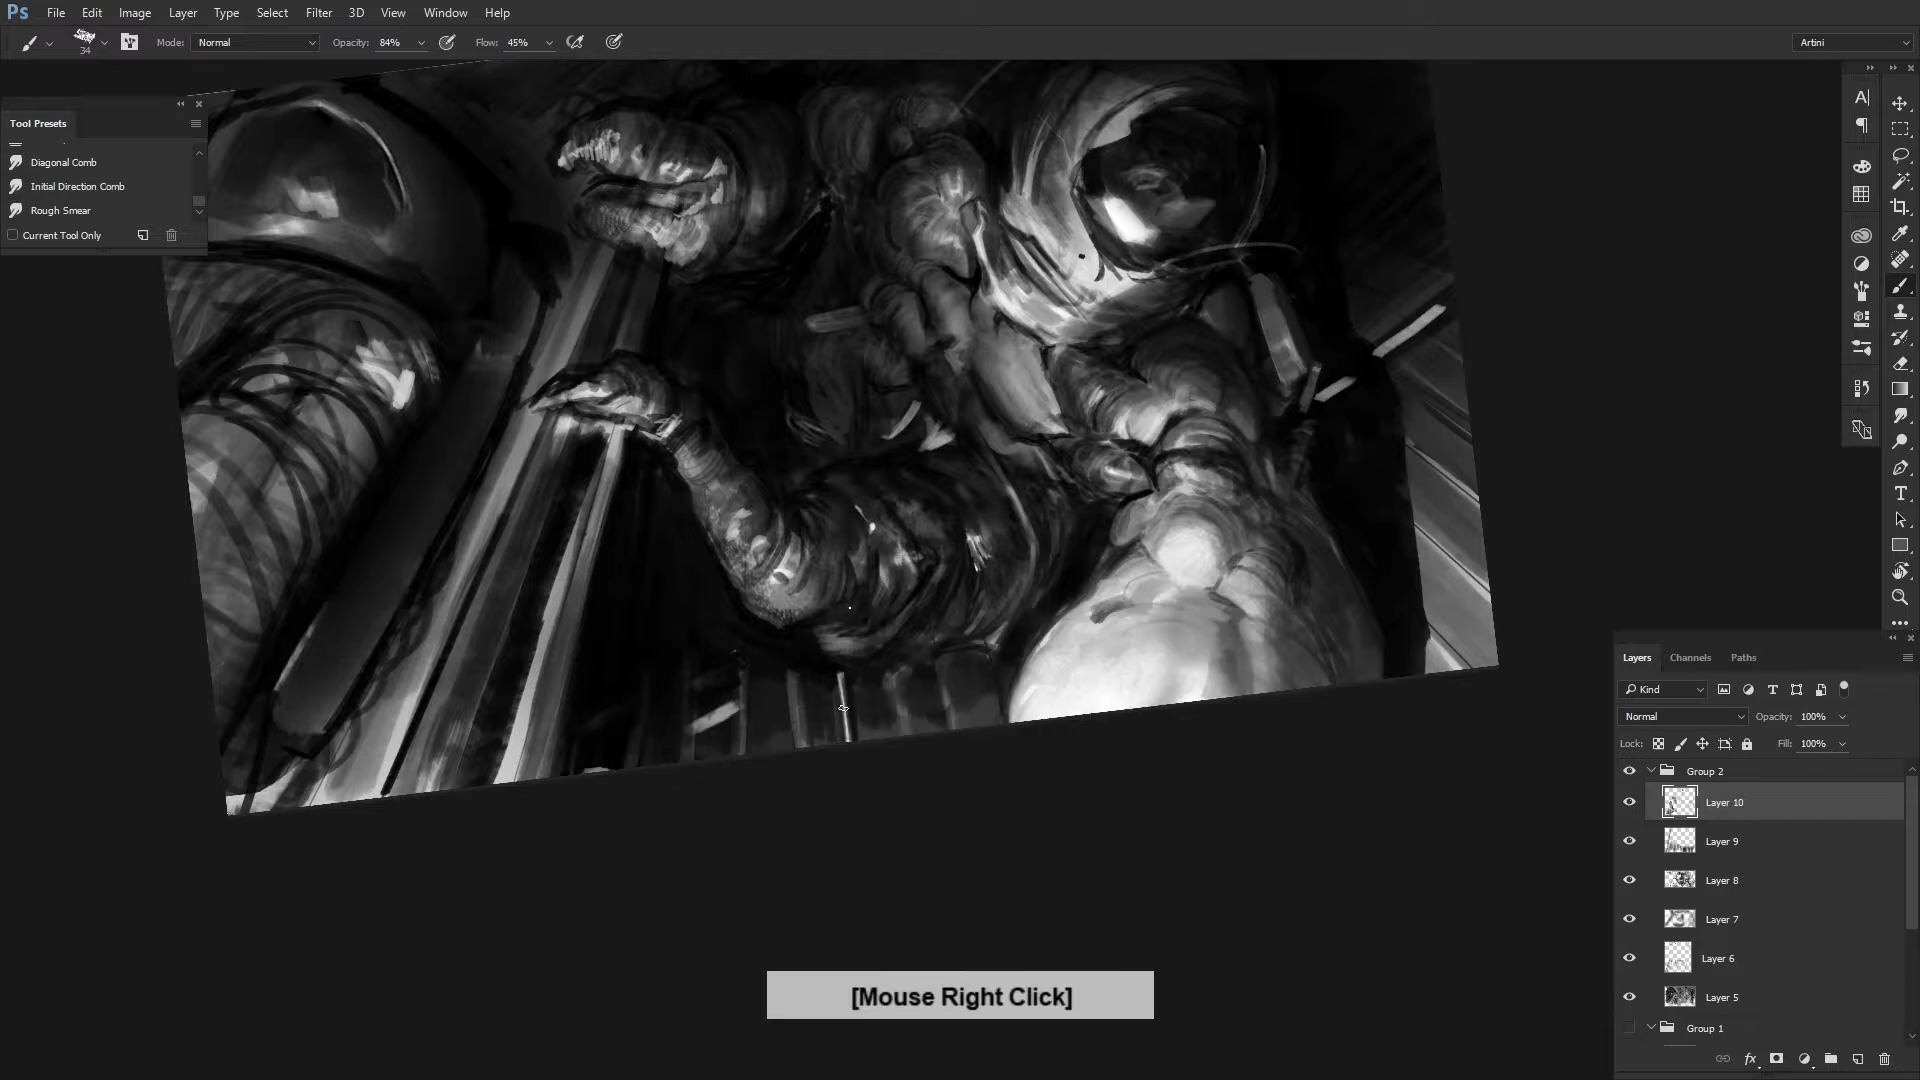 Ps File Edit Image Layer Type Select Filter 3D View Window Help
34 Mode: Normal Opacity: 84% Flow: 45% Artini
Tool Presets
Diagonal Comb
Initial Direction Comb
Rough Smear
Current Tool Only
Layers Channels Paths
Kind
Normal Opacity: 100%
Lock: Fill: 100%
Group 2
Layer 10
Layer 9
Layer 8
Layer 7
Layer 6
Layer 5
Group 1
fx
[Mouse Right Click]